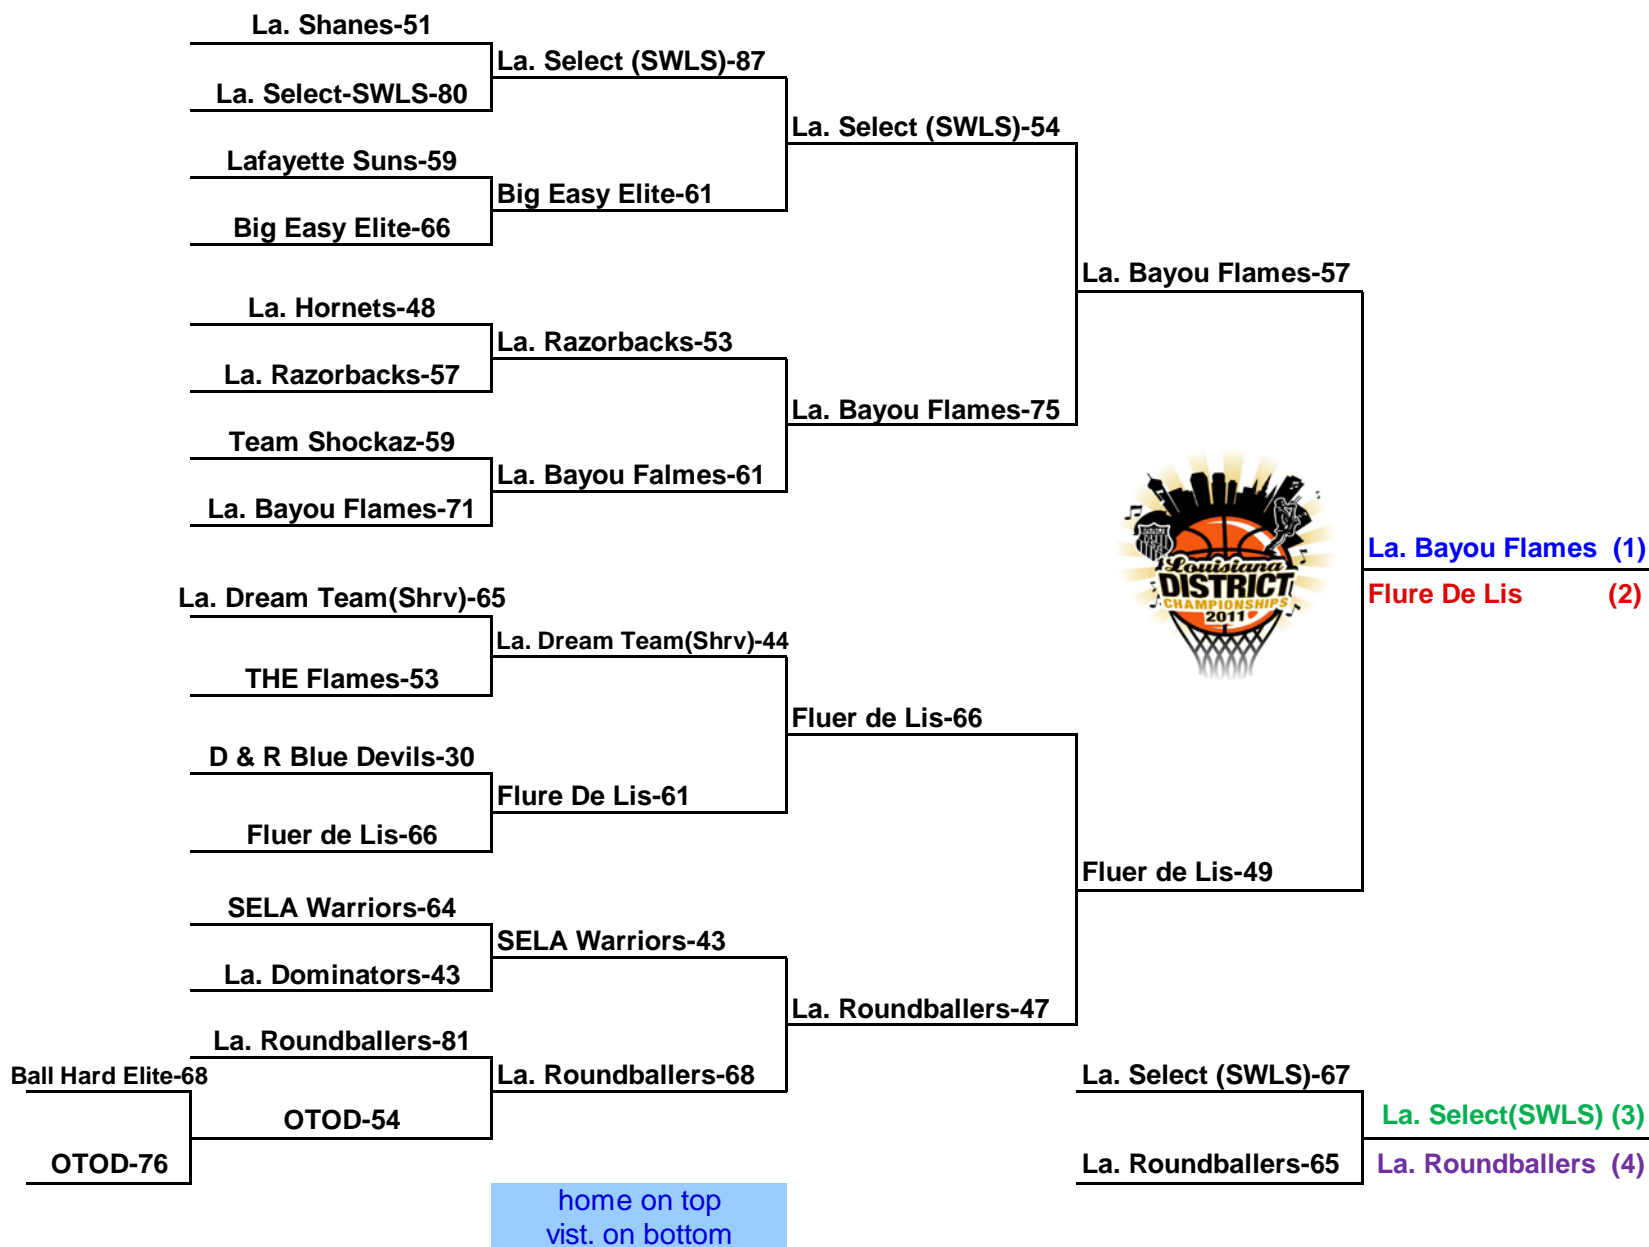 La. Shanes-51
La. Select (SWLS)-87
La. Select-SWLS-80
La. Select (SWLS)-54
Lafayette Suns-59
Big Easy Elite-61
Big Easy Elite-66
La. Bayou Flames-57
La. Hornets-48
La. Razorbacks-53
La. Razorbacks-57
La. Bayou Flames-75
Team Shockaz-59
La. Bayou Falmes-61
La. Bayou Flames-71
La. Bayou Flames (1)
Louisiana
DISTRICT
CHAMPIONSHIPS
2011
Flure De Lis (2)
La. Dream Team(Shrv)-65
La. Dream Team(Shrv)-44
THE Flames-53
Fluer de Lis-66
D & R Blue Devils-30
Flure De Lis-61
Fluer de Lis-66
Fluer de Lis-49
SELA Warriors-64
SELA Warriors-43
La. Dominators-43
La. Roundballers-47
La. Roundballers-81
Ball Hard Elite-68
La. Roundballers-68
La. Select (SWLS)-67
OTOD-54
La. Select(SWLS) (3)
OTOD-76
La. Roundballers-65
La. Roundballers (4)
home on top
vist. on bottom